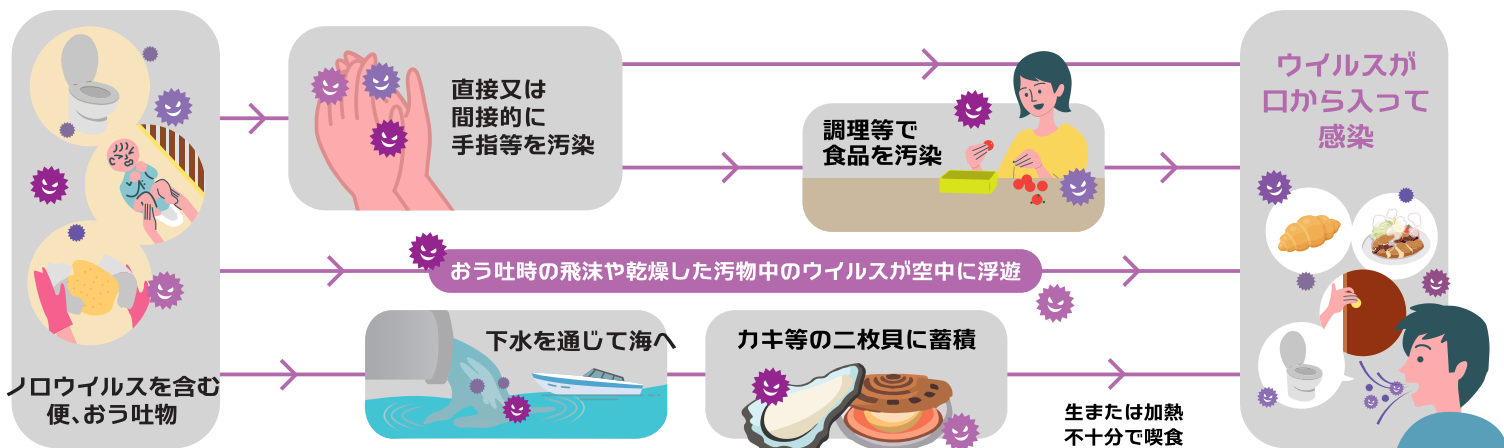 ノロウイルスを含む
便、おう吐物
直接又は
間接的に
手指等を汚染
調理等で
食品を汚染
おう吐時の飛沫や乾燥した汚物中のウイルスが空中に浮遊
下水を通じて海へ
カキ等の二枚貝に蓄積
生または加熱
不十分で喫食
ウイルスが
口から入って
感染